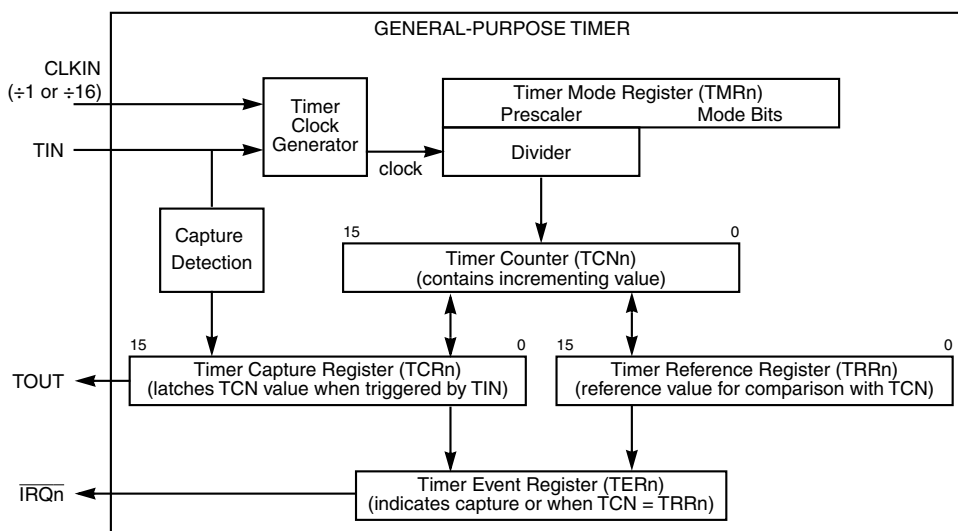 GENERAL-PURPOSE TIMER
CLKIN
(÷1 or ÷16)
TIN
Timer
Clock
Generator
clock
Timer Mode Register (TMRn)
Prescaler Mode Bits
Divider
Capture
Detection
15 0
Timer Counter (TCNn)
(contains incrementing value)
15 0
Timer Capture Register (TCRn)
(latches TCN value when triggered by TIN)
15 0
Timer Reference Register (TRRn)
(reference value for comparison with TCN)
TOUT
Timer Event Register (TERn)
(indicates capture or when TCN = TRRn)
IRQn